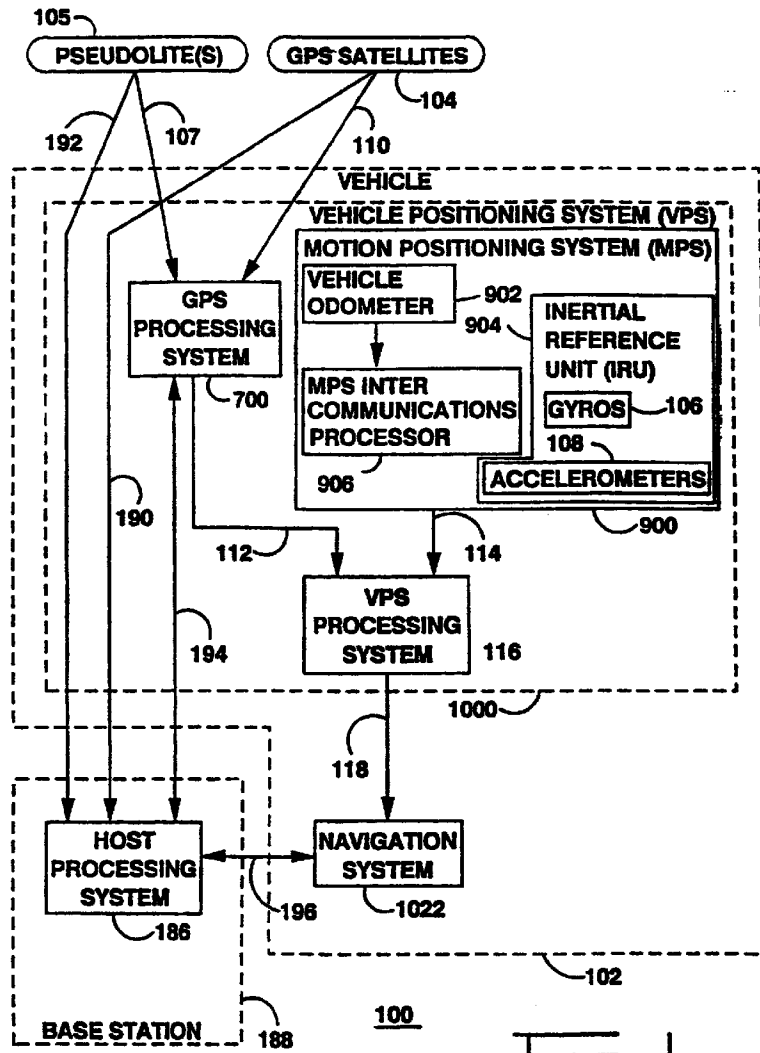 105
PSEUDOLITE(S)
GPS SATELLITES
104
192
107
110
VEHICLE
VEHICLE POSITIONING SYSTEM (VPS)
MOTION POSITIONING SYSTEM (MPS)
GPS
PROCESSING
SYSTEM
700
VEHICLE
ODOMETER
902
904
INERTIAL
REFERENCE
UNIT (IRU)
GYROS
106
108
ACCELEROMETERS
MPS INTER
COMMUNICATIONS
PROCESSOR
906
900
190
112
114
194
VPS
PROCESSING
SYSTEM
116
1000
118
HOST
PROCESSING
SYSTEM
186
196
NAVIGATION
SYSTEM
1022
102
BASE STATION
188
100